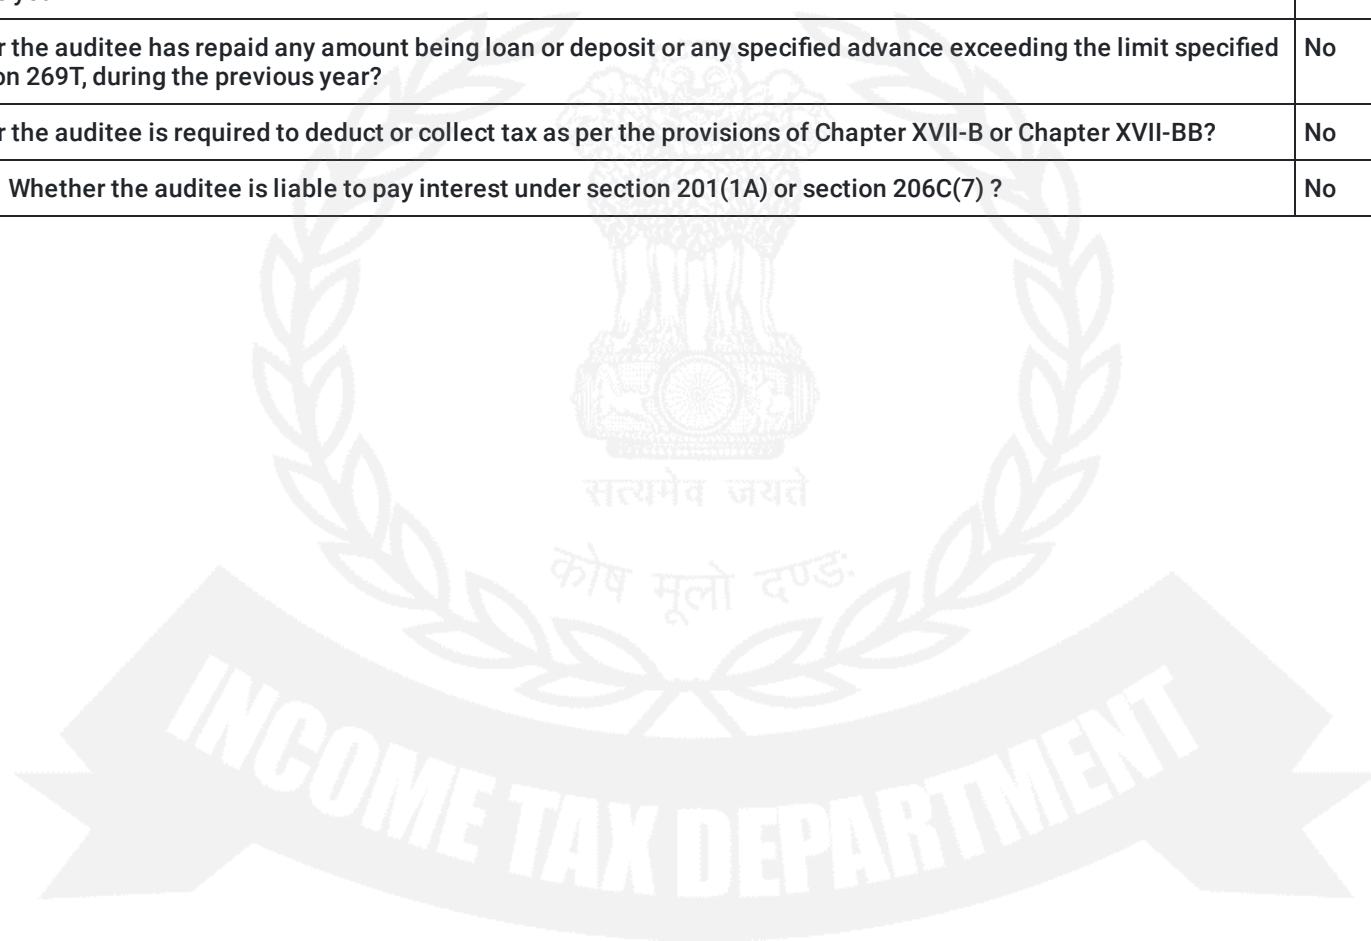 r the auditee has repaid any amount being loan or deposit or any specified advance exceeding the limit specified No
on 269T, during the previous year?
r the auditee is required to deduct or collect tax as per the provisions of Chapter XVII-B or Chapter XVII-BB? No
Whether the auditee is liable to pay interest under section 201(1A) or section 206C(7) ? No
सत्यमेव जयते
कोष मूलो दण्डः
INCOME TAX DEPARTMENT